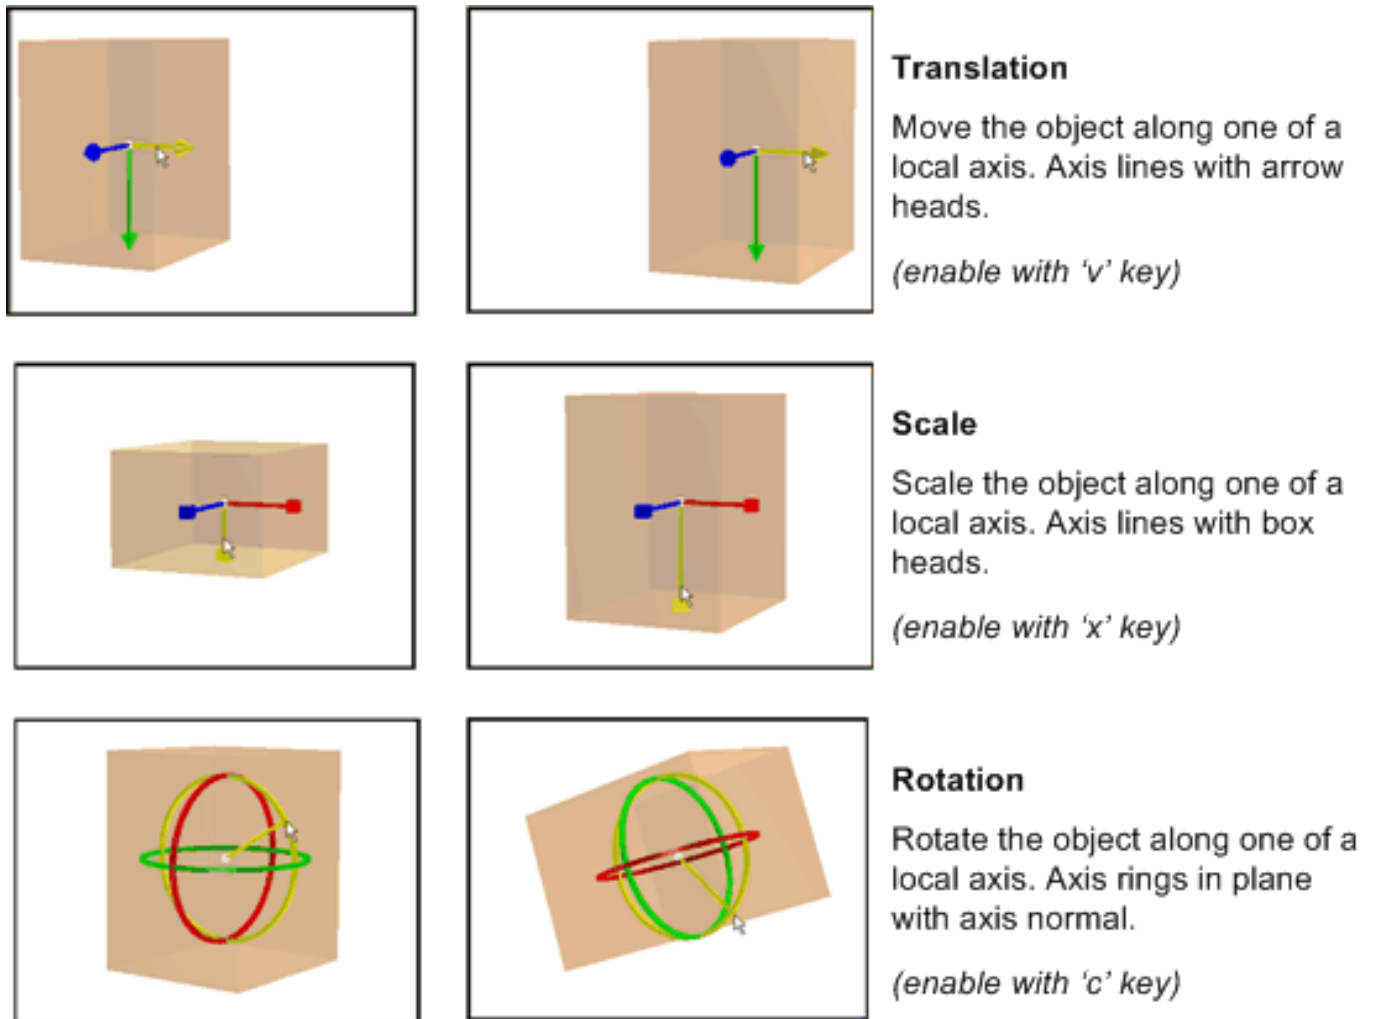 Translation
Move the object along one of a
local axis. Axis lines with arrow
heads.
(enable with ‘v’ key)
Scale
Scale the object along one of a
local axis. Axis lines with box
heads.
(enable with ‘x’ key)
Rotation
Rotate the object along one of a
local axis. Axis rings in plane
with axis normal.
(enable with ‘c’ key)